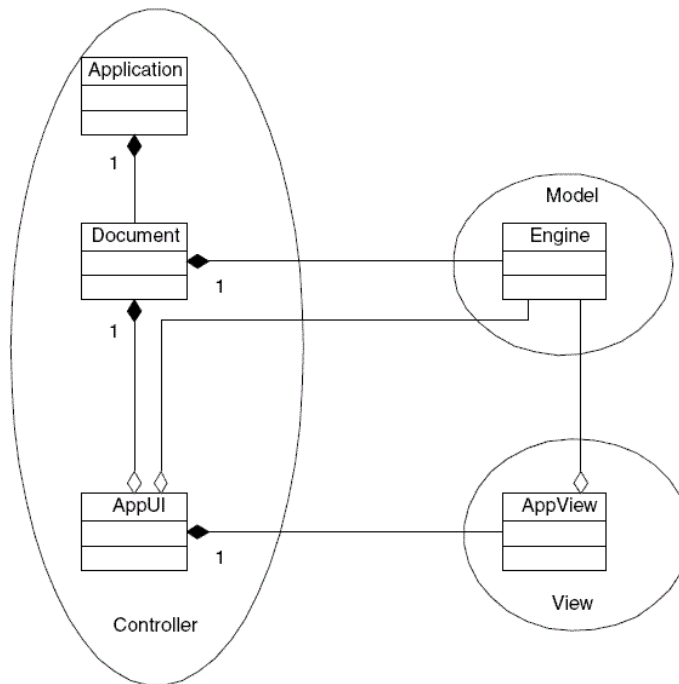 Application
1
Model
Document
Engine
1
1
AppUI
AppView
1
View
Controller